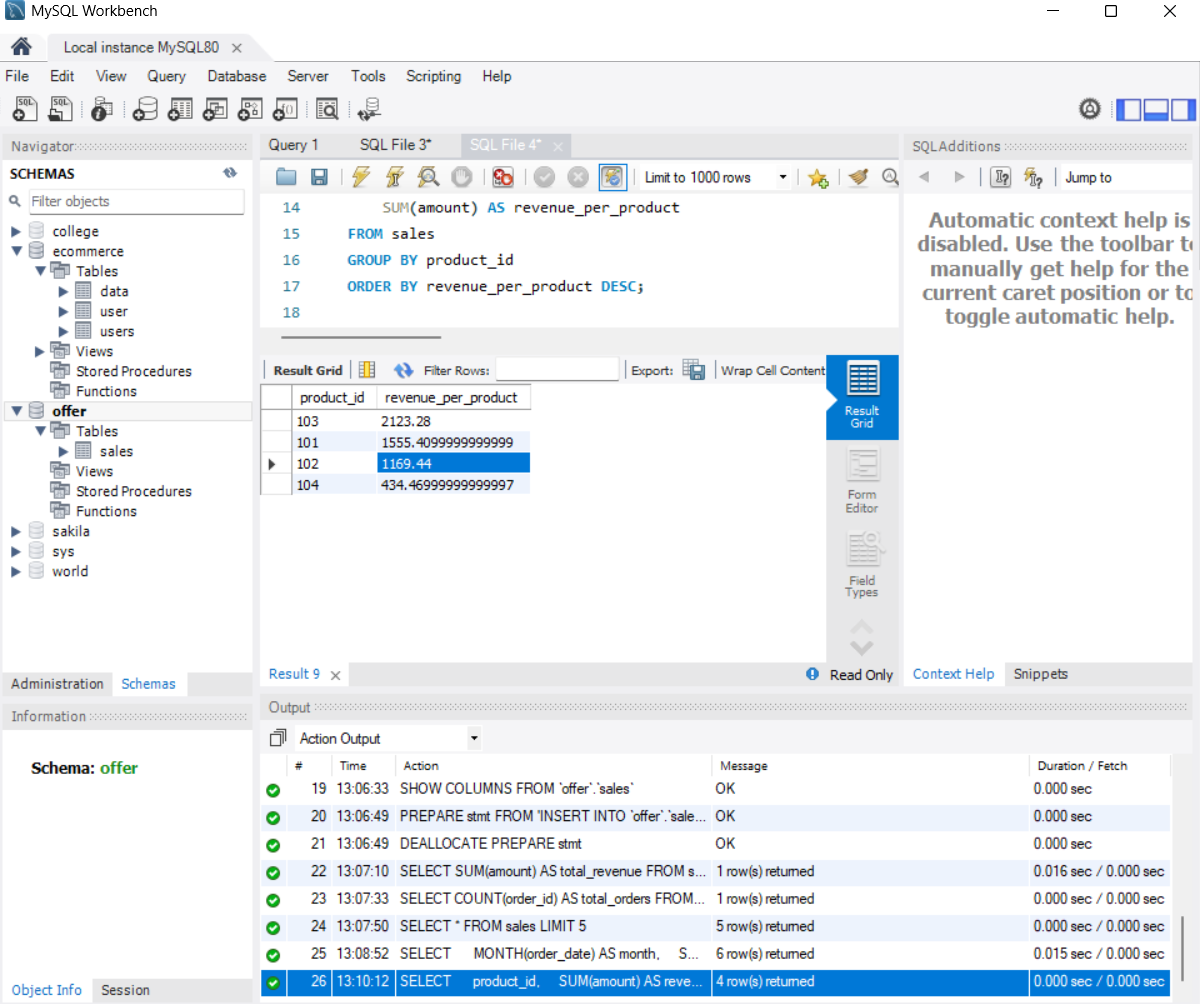 MySQL Workbench
Local instance MySQL80
File Edit View Query Database Server Tools Scripting Help
Navigator
SCHEMAS
Filter objects
college
ecommerce
Tables
data
user
users
Views
Stored Procedures
Functions
offer
Tables
sales
Views
Stored Procedures
Functions
sakila
sys
world
Administration Schemas
Information
Schema: offer
Object Info Session
Query 1 SQL File 3* SQL File 4*
Limit to 1000 rows
14 SUM(amount) AS revenue_per_product
15 FROM sales
16 GROUP BY product_id
17 ORDER BY revenue_per_product DESC;
18
Result Grid Filter Rows: Export: Wrap Cell Content
product_id revenue_per_product
103 2123.28
101 1555.4099999999999
102 1169.44
104 434.46999999999997
Result
Grid
Form
Editor
Field
Types
Result 9 Read Only
SQLAdditions
Jump to
Automatic context help is
disabled. Use the toolbar to
manually get help for the
current caret position or to
toggle automatic help.
Context Help Snippets
Output
Action Output
# Time Action Message Duration / Fetch
19 13:06:33 SHOW COLUMNS FROM `offer`.`sales` OK 0.000 sec
20 13:06:49 PREPARE stmt FROM 'INSERT INTO `offer`.`sale... OK 0.000 sec
21 13:06:49 DEALLOCATE PREPARE stmt OK 0.000 sec
22 13:07:10 SELECT SUM(amount) AS total_revenue FROM s... 1 row(s) returned 0.016 sec / 0.000 sec
23 13:07:33 SELECT COUNT(order_id) AS total_orders FROM... 1 row(s) returned 0.000 sec / 0.000 sec
24 13:07:50 SELECT * FROM sales LIMIT 5 5 row(s) returned 0.000 sec / 0.000 sec
25 13:08:52 SELECT MONTH(order_date) AS month, S... 6 row(s) returned 0.015 sec / 0.000 sec
26 13:10:12 SELECT product_id, SUM(amount) AS reve... 4 row(s) returned 0.000 sec / 0.000 sec